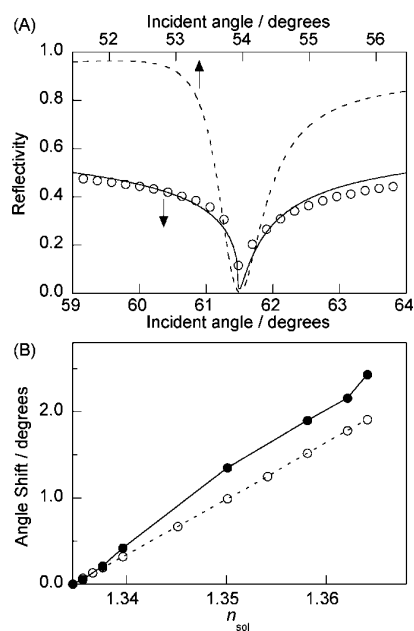 (A)
Incident angle / degrees
52 53 54 55 56
Reflectivity
1.0
0.8
0.6
0.4
0.2
0.0
59 60 61 62 63 64
Incident angle / degrees
(B)
Angle Shift / degrees
2.0
1.0
0.0
1.34 1.35 1.36
n sol